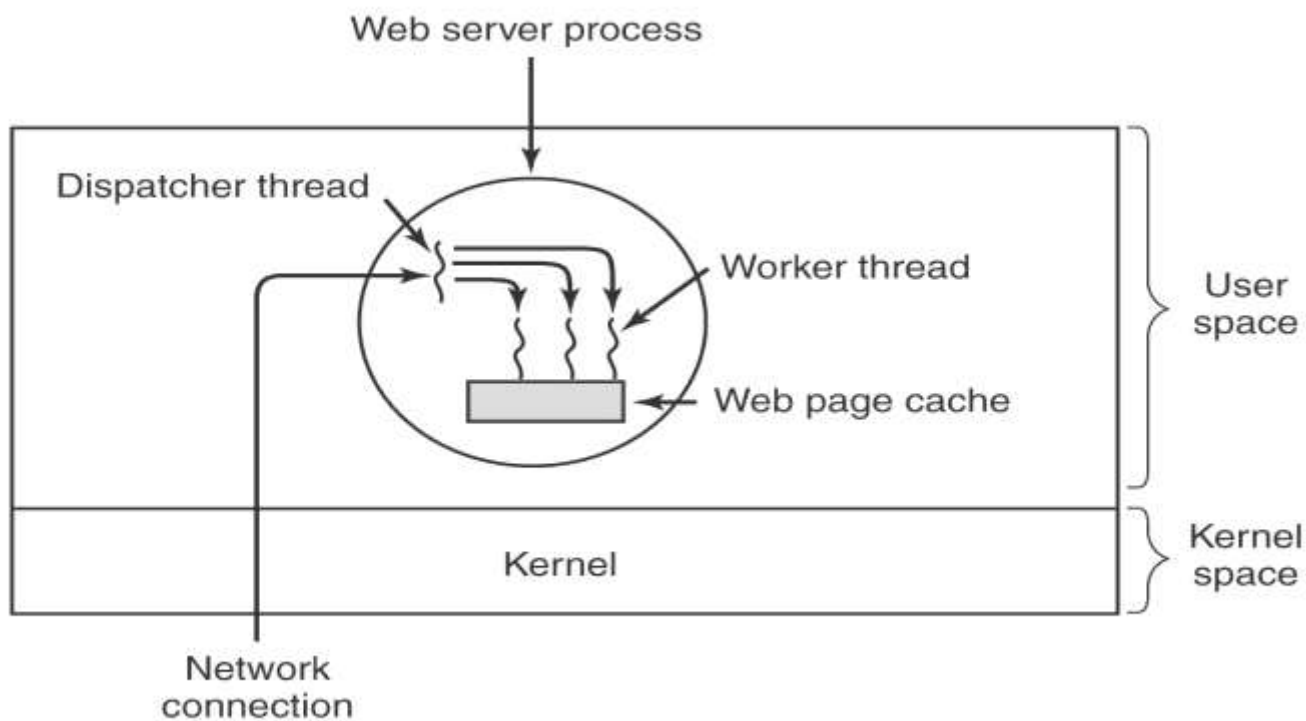 Web server process
Dispatcher thread
Worker thread
User
space
Web page cache
Kernel
Kernel
space
Network
connection